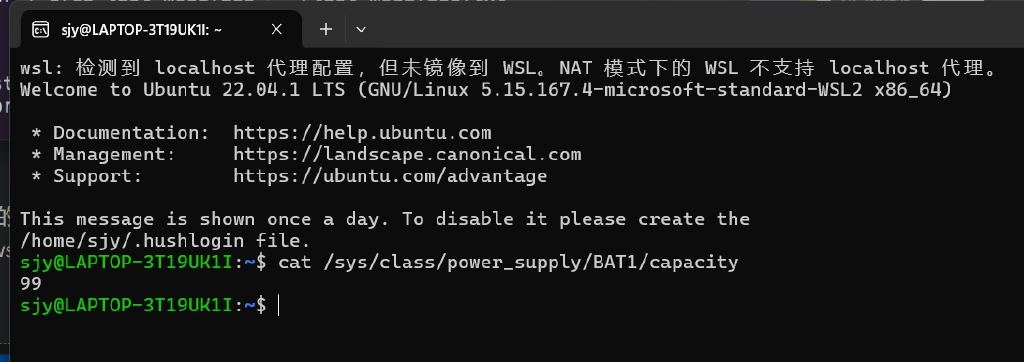 sjy@LAPTOP-3T19UK1I: ~
wsl: 检测到 localhost 代理配置，但未镜像到 WSL。NAT 模式下的 WSL 不支持 localhost 代理。
Welcome to Ubuntu 22.04.1 LTS (GNU/Linux 5.15.167.4-microsoft-standard-WSL2 x86_64)
* Documentation:  https://help.ubuntu.com
* Management:     https://landscape.canonical.com
* Support:        https://ubuntu.com/advantage
This message is shown once a day. To disable it please create the
/home/sjy/.hushlogin file.
sjy@LAPTOP-3T19UK1I:~$ cat /sys/class/power_supply/BAT1/capacity
99
sjy@LAPTOP-3T19UK1I:~$